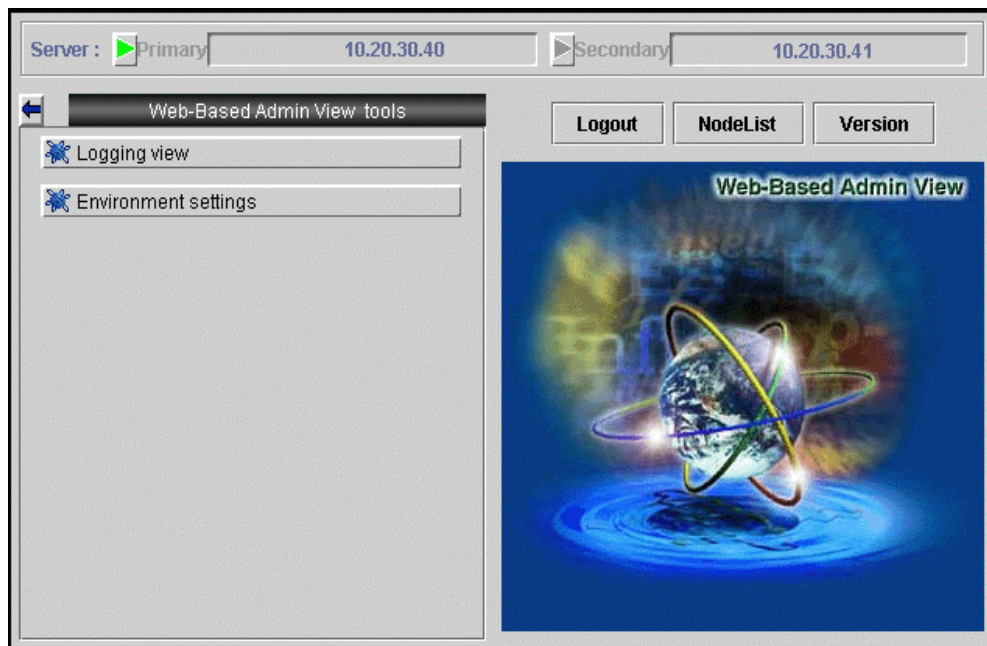 Server : Primary 10.20.30.40 Secondary 10.20.30.41
Web-Based Admin View tools
Logging view
Environment settings
Logout NodeList Version
Web-Based Admin View